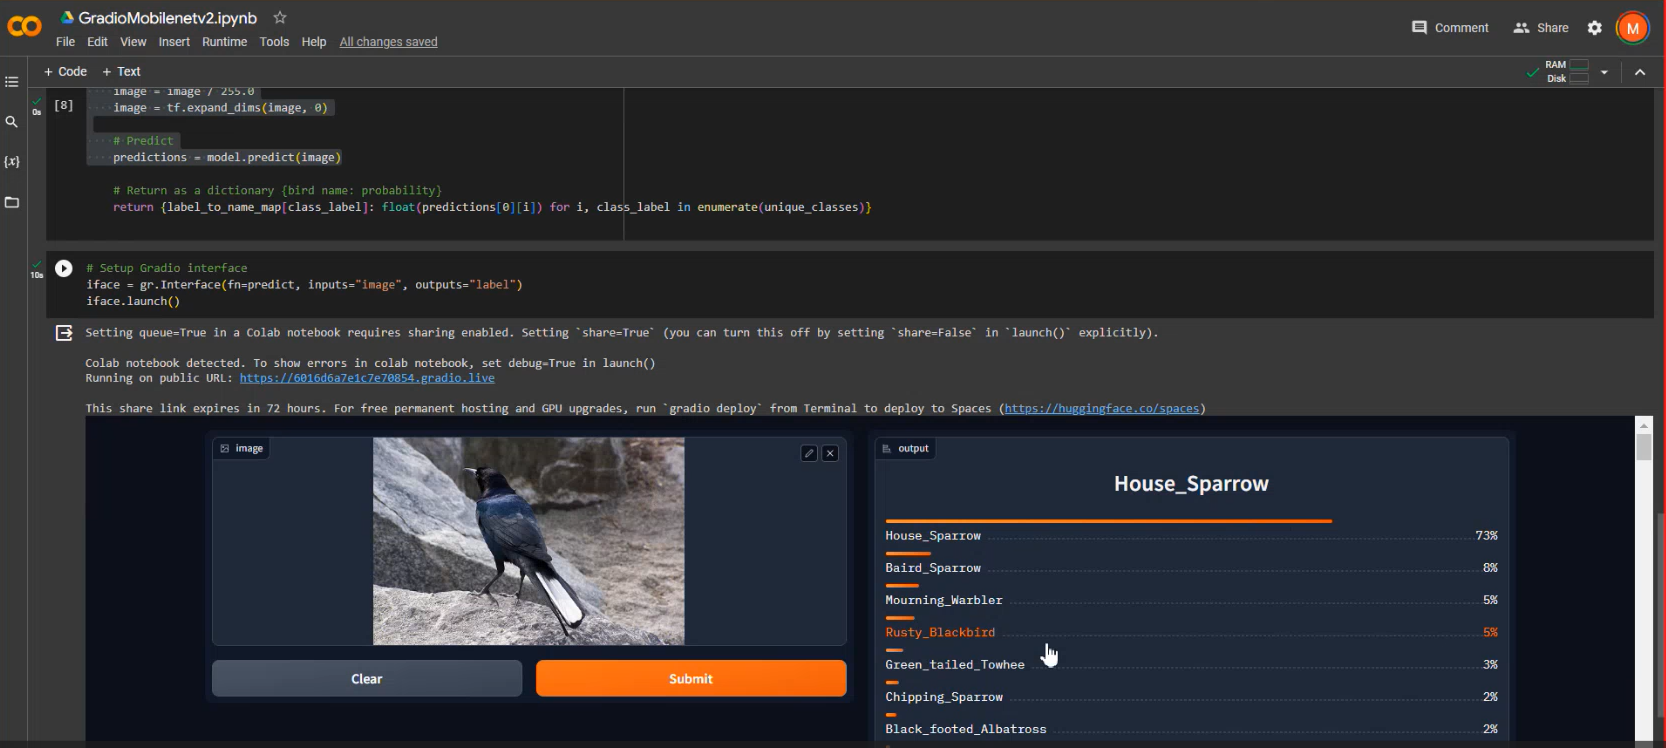 GradioMobilenetv2.ipynb
File Edit View Insert Runtime Tools Help All changes saved
Comment Share M
+ Code + Text
RAM
Disk
image = image / 255.0
[8] image = tf.expand_dims(image, 0)
0s
# Predict
predictions = model.predict(image)
{x}
# Return as a dictionary {bird name: probability}
return {label_to_name_map[class_label]: float(predictions[0][i]) for i, class_label in enumerate(unique_classes)}
10s
# Setup Gradio interface
iface = gr.Interface(fn=predict, inputs="image", outputs="label")
iface.launch()
Setting queue=True in a Colab notebook requires sharing enabled. Setting `share=True` (you can turn this off by setting `share=False` in `launch()` explicitly).
Colab notebook detected. To show errors in colab notebook, set debug=True in launch()
Running on public URL: https://6016d6a7e1c7e70854.gradio.live
This share link expires in 72 hours. For free permanent hosting and GPU upgrades, run `gradio deploy` from Terminal to deploy to Spaces (https://huggingface.co/spaces)
image
Clear Submit
output
House_Sparrow
House_Sparrow 73%
Baird_Sparrow 8%
Mourning_Warbler 5%
Rusty_Blackbird 5%
Green_tailed_Towhee 3%
Chipping_Sparrow 2%
Black_footed_Albatross 2%